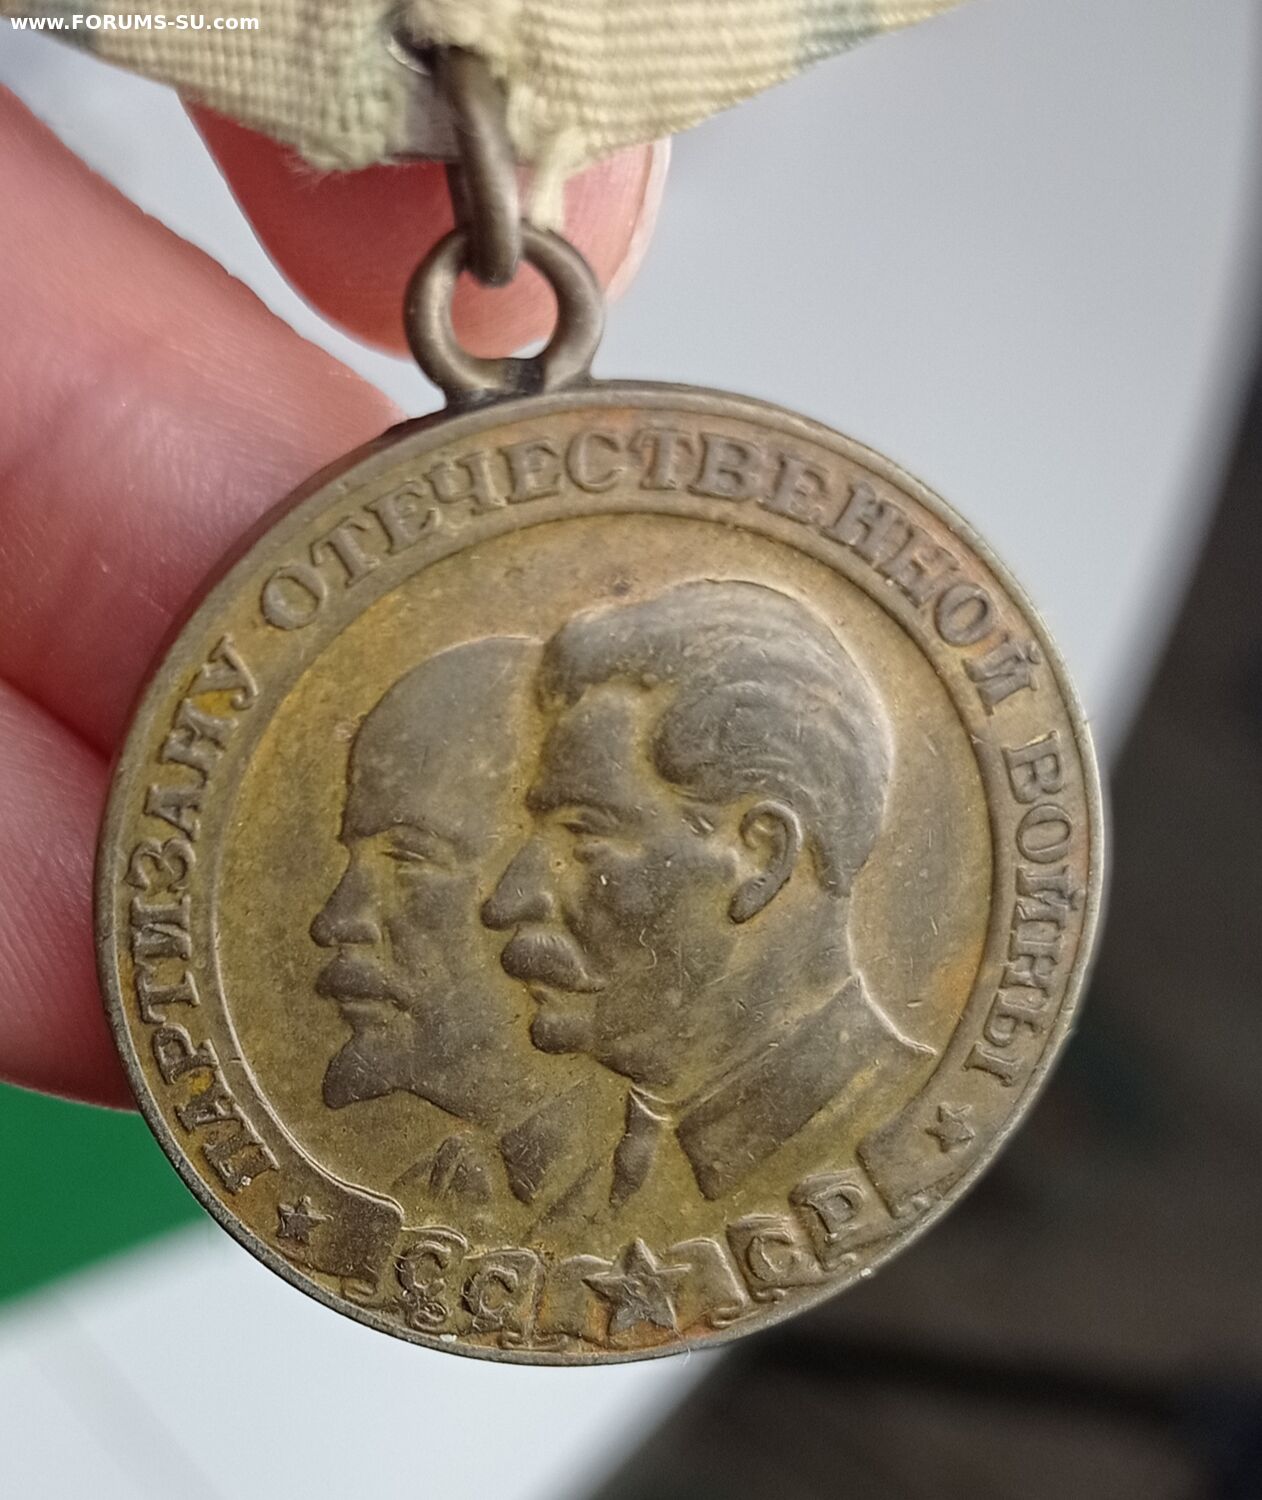 www.FORUMS-SU.com
ПАРТИЗАНУ ОТЕЧЕСТВЕННОЙ ВОЙНЫ
СССР